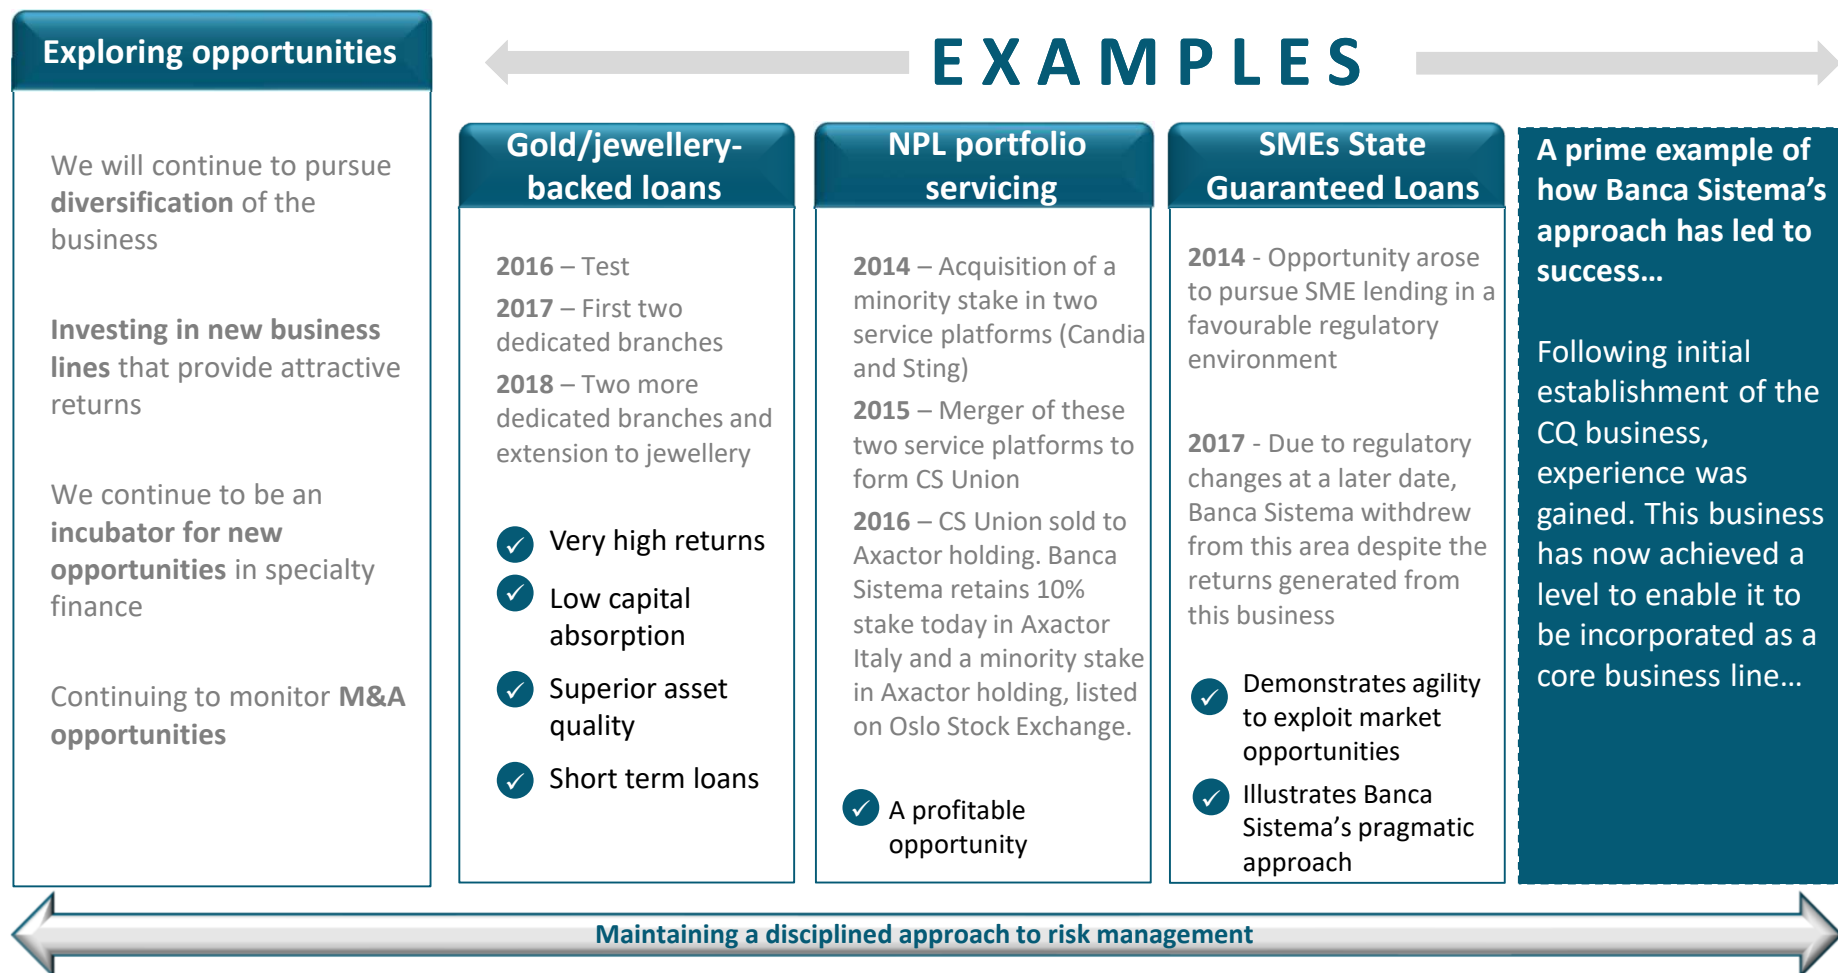 Exploring opportunities
We will continue to pursue
diversification of the
business
Investing in new business
lines that provide attractive
returns
We continue to be an
incubator for new
opportunities in specialty
finance
Continuing to monitor M&A
opportunities
EXAMPLES
Gold/jewellery-
backed loans
2016 – Test
2017 – First two
dedicated branches
2018 – Two more
dedicated branches and
extension to jewellery
Very high returns
Low capital
absorption
Superior asset
quality
Short term loans
NPL portfolio
servicing
2014 – Acquisition of a
minority stake in two
service platforms (Candia
and Sting)
2015 – Merger of these
two service platforms to
form CS Union
2016 – CS Union sold to
Axactor holding. Banca
Sistema retains 10%
stake today in Axactor
Italy and a minority stake
in Axactor holding, listed
on Oslo Stock Exchange.
A profitable
opportunity
SMEs State
Guaranteed Loans
2014 - Opportunity arose
to pursue SME lending in a
favourable regulatory
environment
2017 - Due to regulatory
changes at a later date,
Banca Sistema withdrew
from this area despite the
returns generated from
this business
Demonstrates agility
to exploit market
opportunities
Illustrates Banca
Sistema's pragmatic
approach
A prime example of
how Banca Sistema's
approach has led to
success…
Following initial
establishment of the
CQ business,
experience was
gained. This business
has now achieved a
level to enable it to
be incorporated as a
core business line…
Maintaining a disciplined approach to risk management